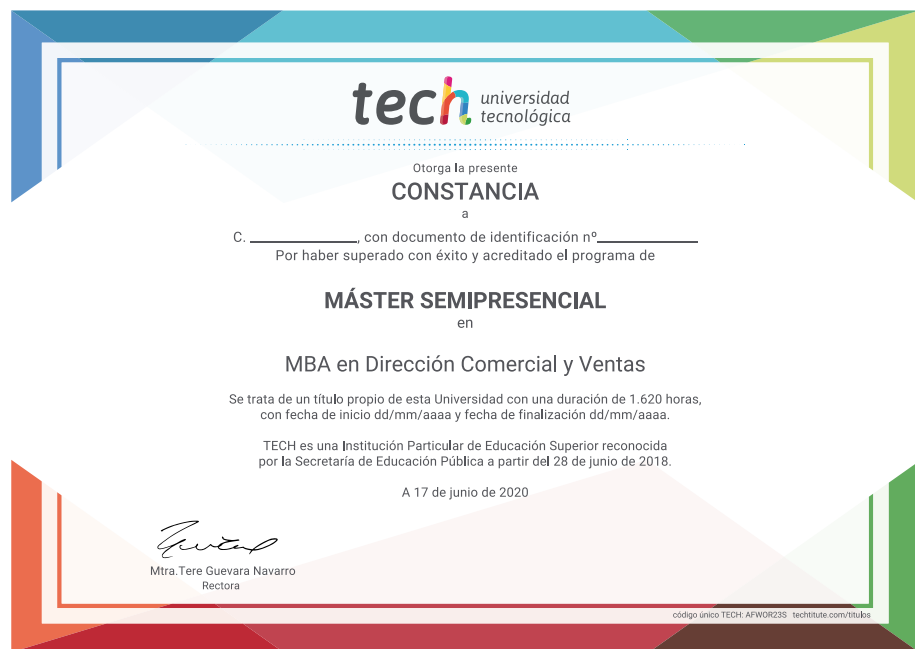 tech universidad
tecnológica
Otorga la presente
CONSTANCIA
a
C. ____________, con documento de identificación nº____________
Por haber superado con éxito y acreditado el programa de
MÁSTER SEMIPRESENCIAL
en
MBA en Dirección Comercial y Ventas
Se trata de un título propio de esta Universidad con una duración de 1.620 horas,
con fecha de inicio dd/mm/aaaa y fecha de finalización dd/mm/aaaa.
TECH es una Institución Particular de Educación Superior reconocida
por la Secretaría de Educación Pública a partir del 28 de junio de 2018.
A 17 de junio de 2020
Mtra.Tere Guevara Navarro
Rectora
código único TECH: AFWOR23S techtitute.com/titulos